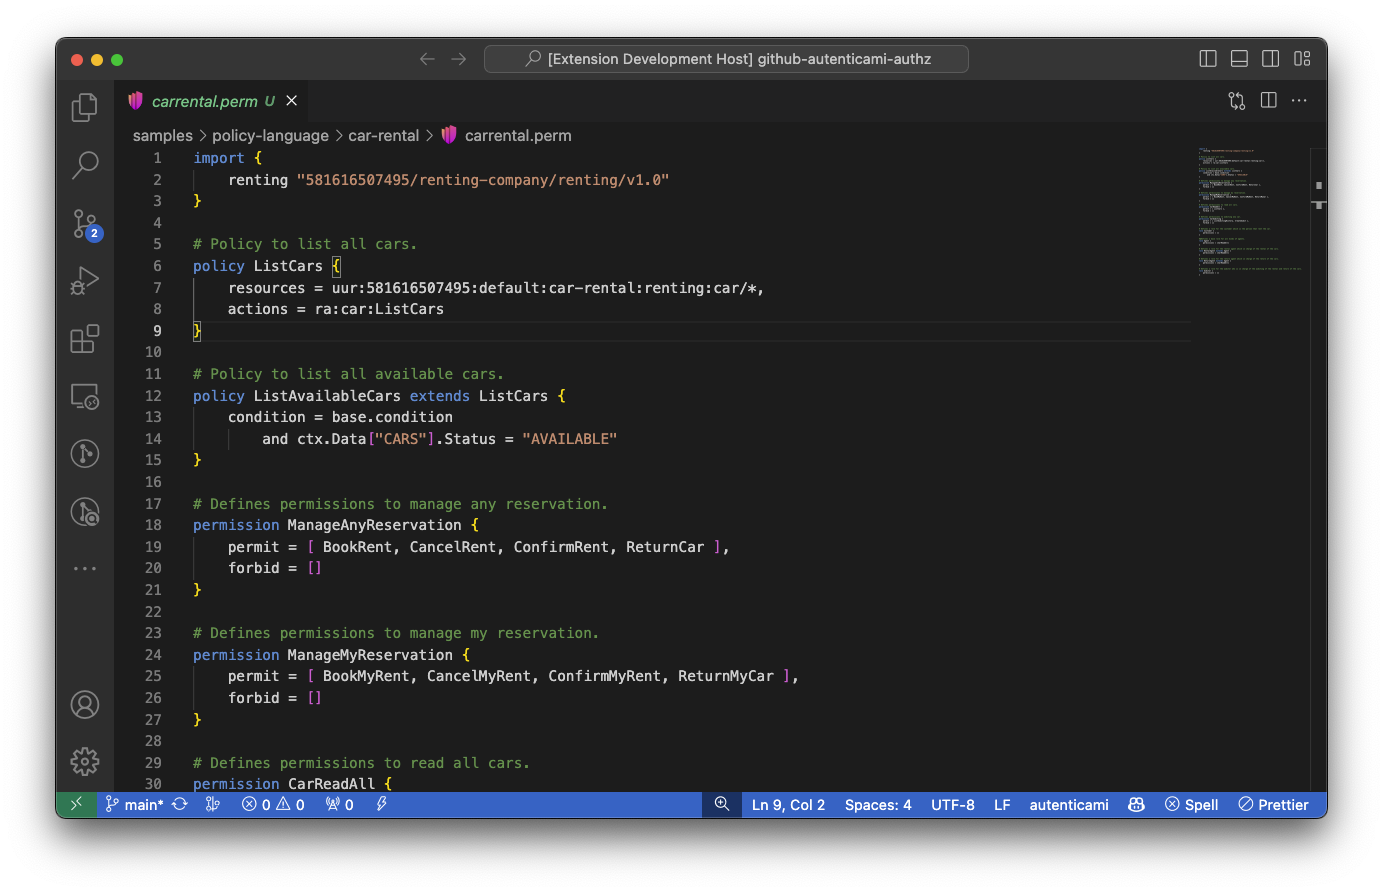 [Extension Development Host] github-autenticami-authz
carrental.perm U
samples > policy-language > car-rental > carrental.perm
1 import {
2 renting "581616507495/renting-company/renting/v1.0"
3 }
4
5 # Policy to list all cars.
6 policy ListCars {
7 resources = uur:581616507495:default:car-rental:renting:car/*,
8 actions = ra:car:ListCars
9 }
10
11 # Policy to list all available cars.
12 policy ListAvailableCars extends ListCars {
13 condition = base.condition
14 and ctx.Data["CARS"].Status = "AVAILABLE"
15 }
16
17 # Defines permissions to manage any reservation.
18 permission ManageAnyReservation {
19 permit = [ BookRent, CancelRent, ConfirmRent, ReturnCar ],
20 forbid = []
21 }
22
23 # Defines permissions to manage my reservation.
24 permission ManageMyReservation {
25 permit = [ BookMyRent, CancelMyRent, ConfirmMyRent, ReturnMyCar ],
26 forbid = []
27 }
28
29 # Defines permissions to read all cars.
30 permission CarReadAll {
2
main* 0 0 0 Ln 9, Col 2 Spaces: 4 UTF-8 LF autenticami Spell Prettier